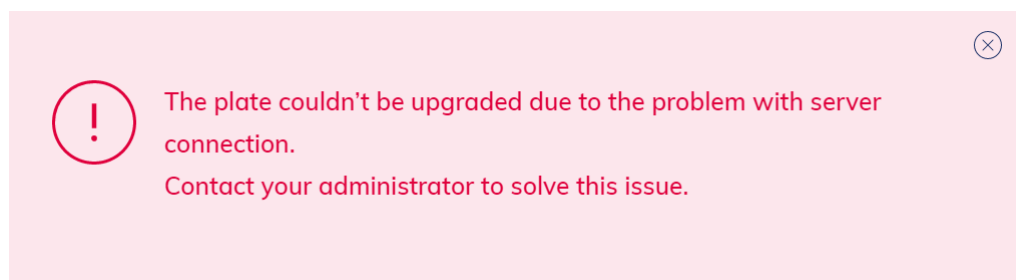 The plate couldn’t be upgraded due to the problem with server
connection.
Contact your administrator to solve this issue.